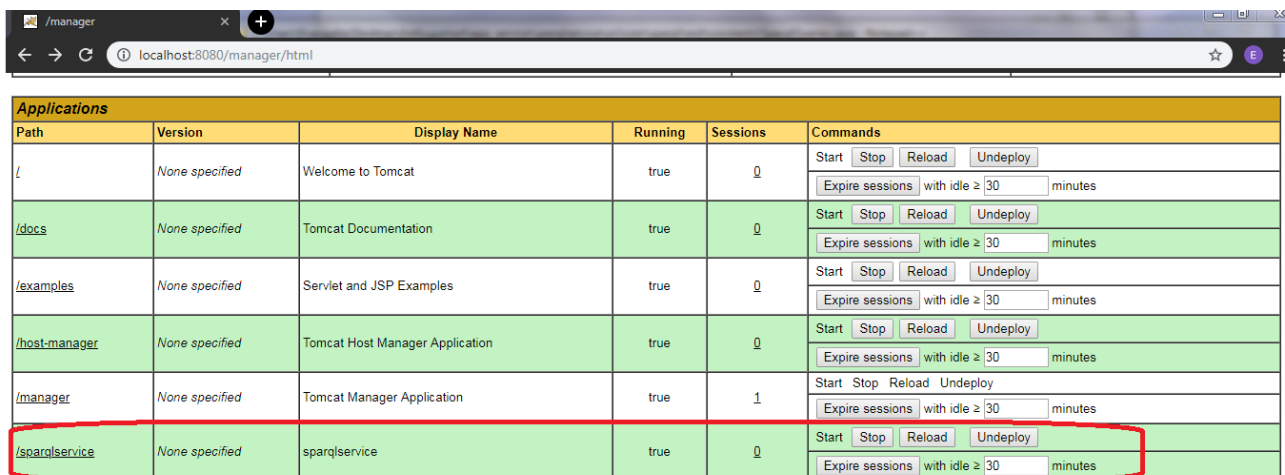 /manager
localhost:8080/manager/html
E
Applications
Path Version Display Name Running Sessions Commands
/ None specified Welcome to Tomcat true 0 Start Stop Reload Undeploy
Expire sessions with idle ≥ 30 minutes
/docs None specified Tomcat Documentation true 0 Start Stop Reload Undeploy
Expire sessions with idle ≥ 30 minutes
/examples None specified Servlet and JSP Examples true 0 Start Stop Reload Undeploy
Expire sessions with idle ≥ 30 minutes
/host-manager None specified Tomcat Host Manager Application true 0 Start Stop Reload Undeploy
Expire sessions with idle ≥ 30 minutes
/manager None specified Tomcat Manager Application true 1 Start Stop Reload Undeploy
Expire sessions with idle ≥ 30 minutes
/sparqlservice None specified sparqlservice true 0 Start Stop Reload Undeploy
Expire sessions with idle ≥ 30 minutes